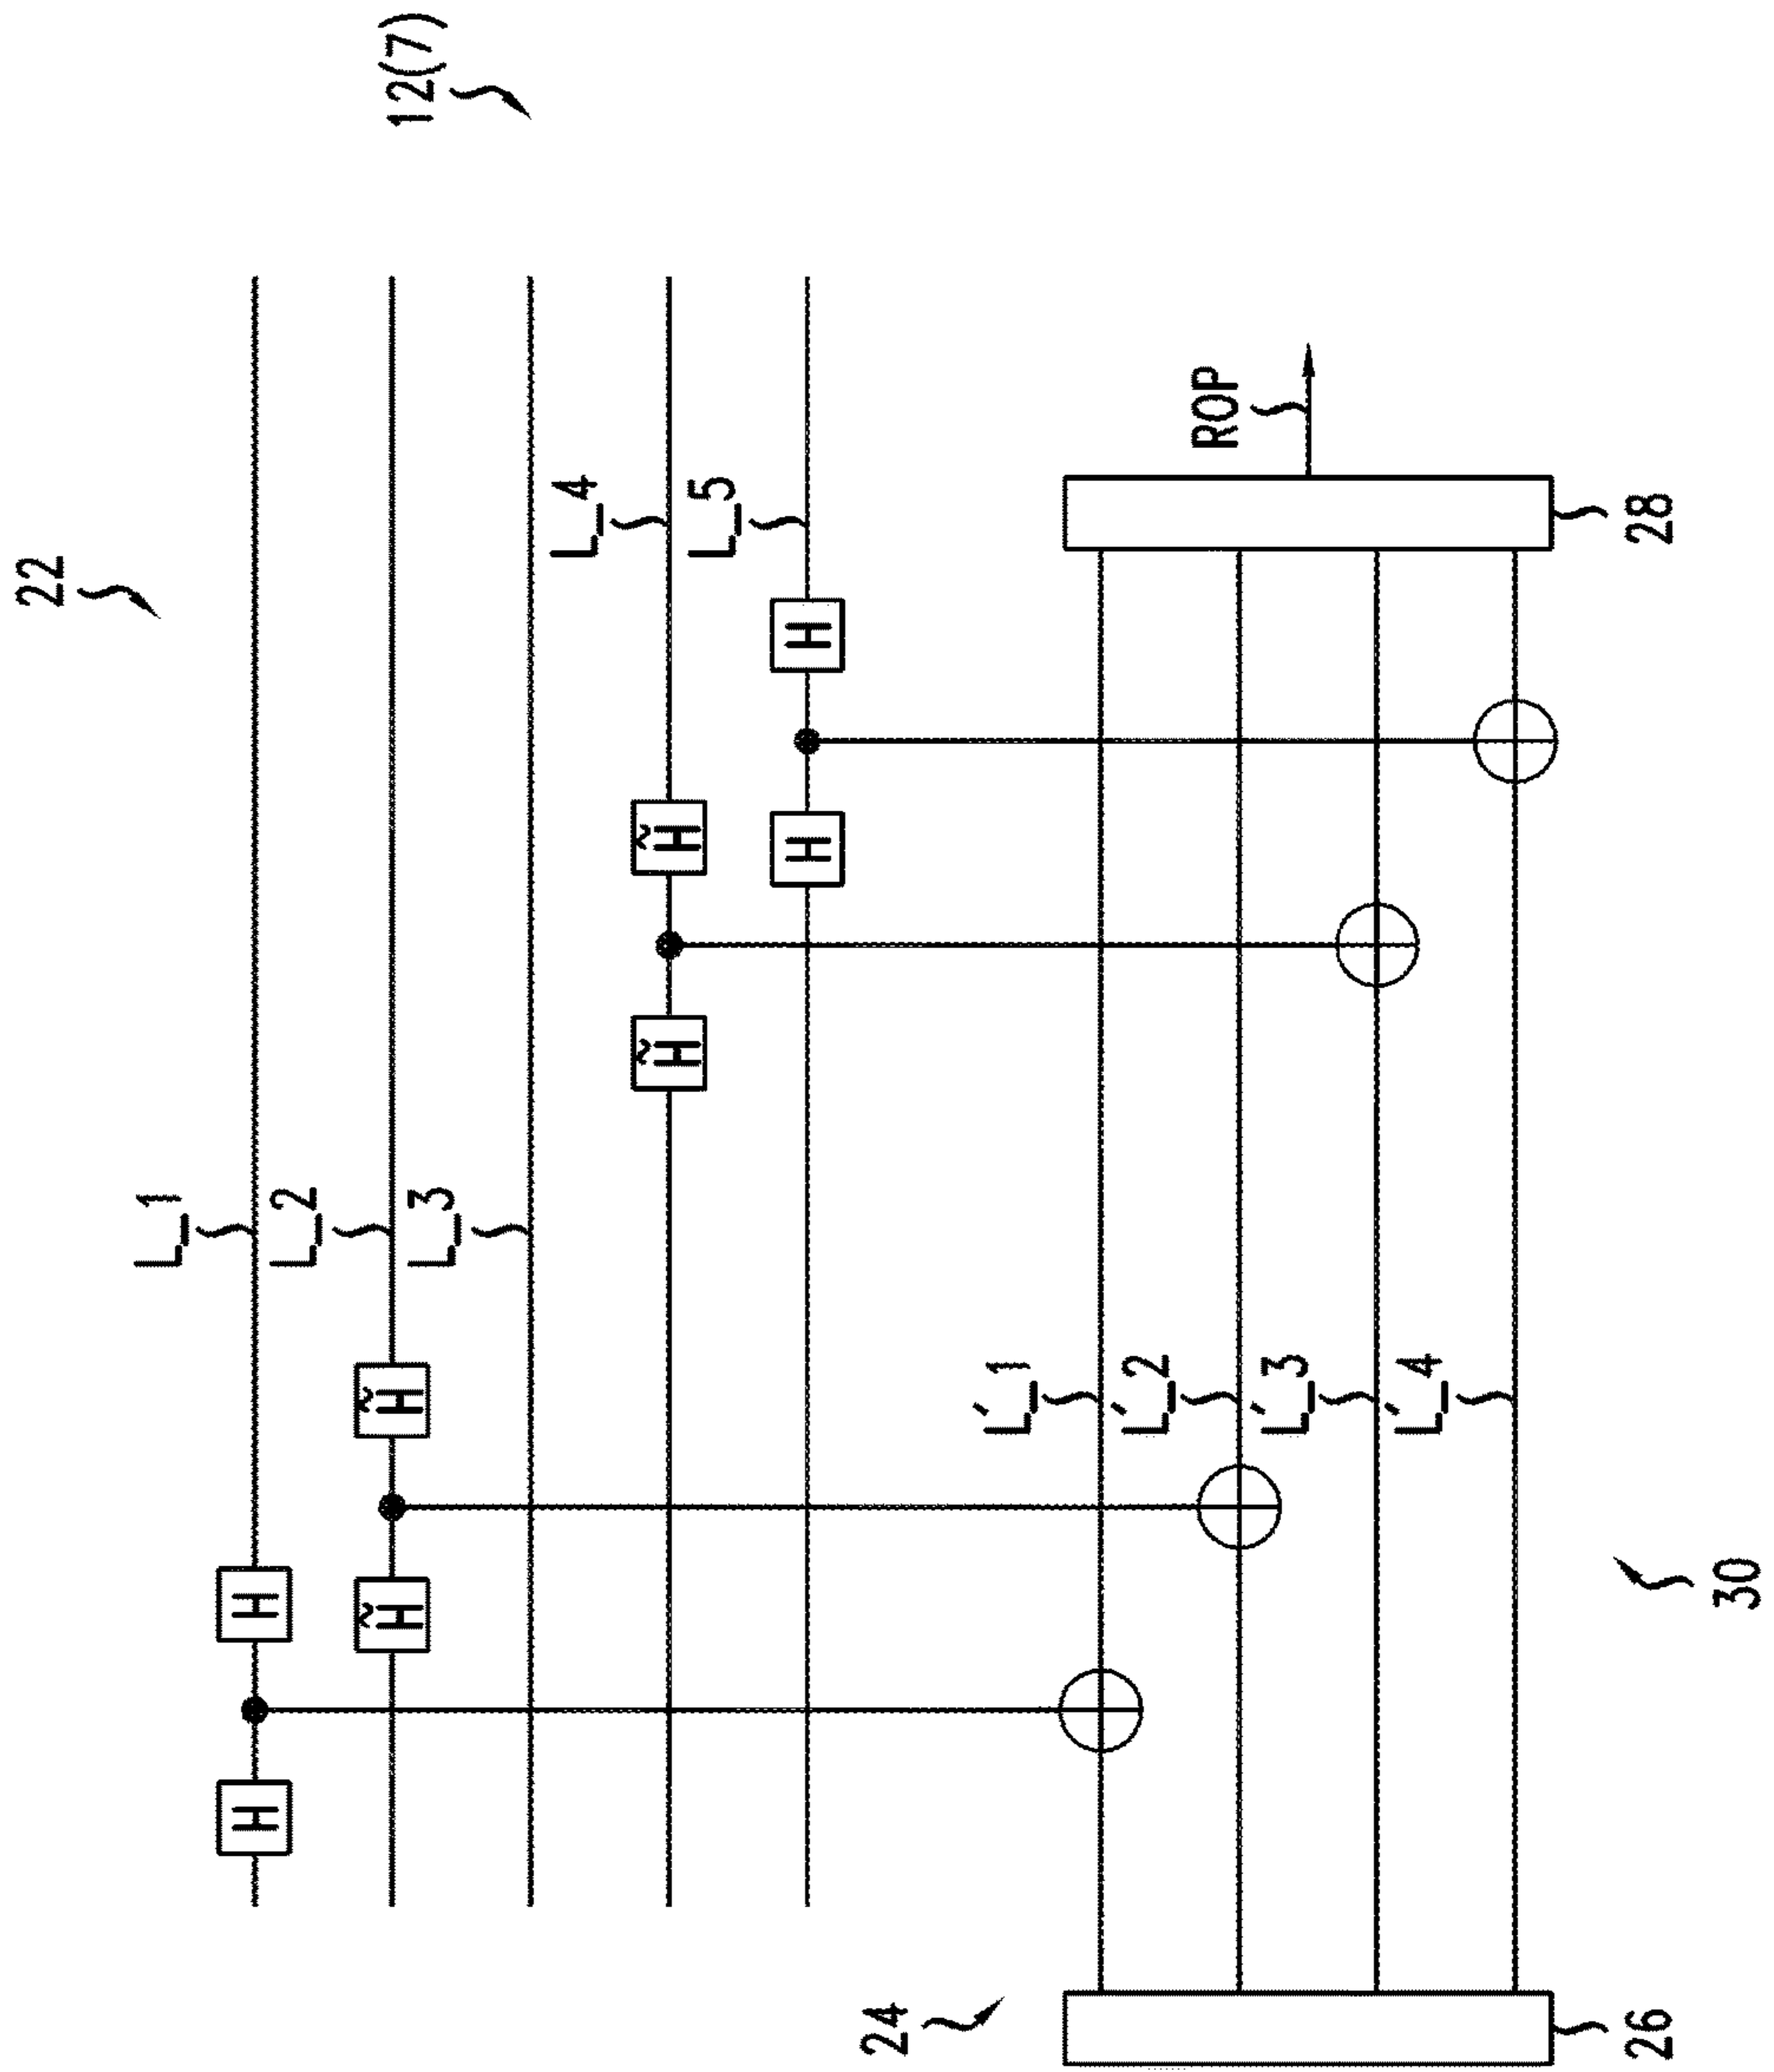 12(7)
22
L_1
L_2
L_3
L_4
L_5
H
H
H̃
H̃
H̃
H̃
H
H
L'_1
L'_2
L'_3
L'_4
ROP
24
26
28
30